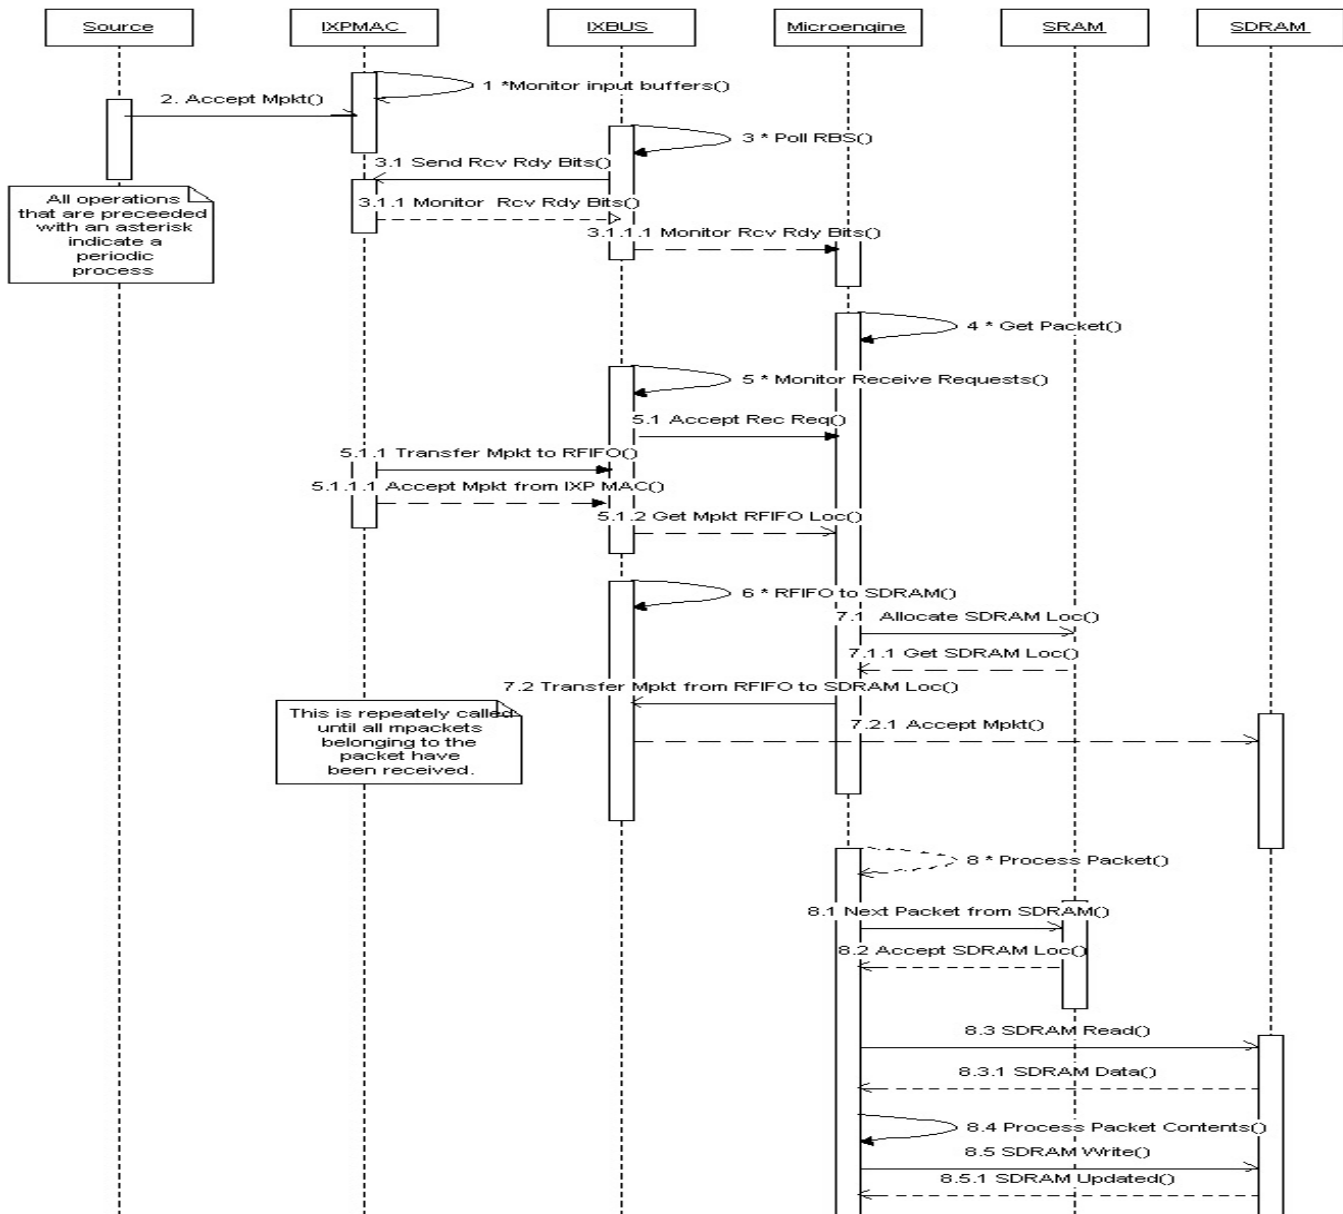 Source
IXPMAC
IXBUS
Microengine
SRAM
SDRAM
1 *Monitor input buffers()
2. Accept Mpkt()
3 * Poll RBS()
3.1 Send Rcv Rdy Bits()
All operations
that are preceeded
with an asterisk
indicate a
periodic
process
3.1.1 Monitor Rcv Rdy Bits()
3.1.1.1 Monitor Rcv Rdy Bits()
4 * Get Packet()
5 * Monitor Receive Requests()
5.1 Accept Rec Req()
5.1.1 Transfer Mpkt to RFIFO()
5.1.1.1 Accept Mpkt from IXP MAC()
5.1.2 Get Mpkt RFIFO Loc()
6 * RFIFO to SDRAM()
7.1 Allocate SDRAM Loc()
7.1.1 Get SDRAM Loc()
7.2 Transfer Mpkt from RFIFO to SDRAM Loc()
This is repeately called
until all mpackets
belonging to the
packet have
been received.
7.2.1 Accept Mpkt()
8 * Process Packet()
8.1 Next Packet from SDRAM()
8.2 Accept SDRAM Loc()
8.3 SDRAM Read()
8.3.1 SDRAM Data()
8.4 Process Packet Contents()
8.5 SDRAM Write()
8.5.1 SDRAM Updated()